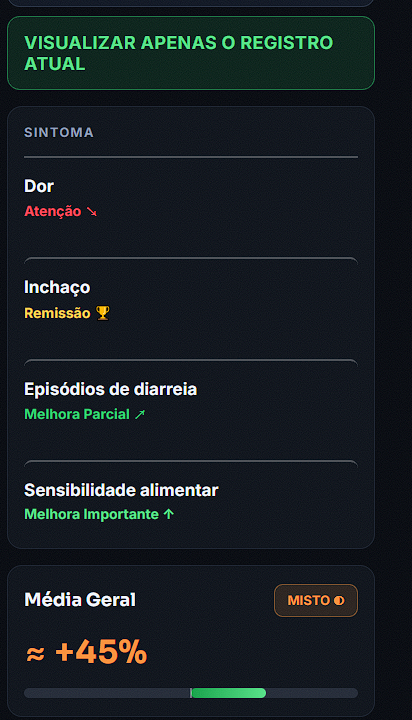 VISUALIZAR APENAS O REGISTRO
ATUAL
SINTOMA
Dor
Atenção ↘
Inchaço
Remissão 🏆
Episódios de diarreia
Melhora Parcial ↗
Sensibilidade alimentar
Melhora Importante ↑
Média Geral
MISTO ◐
≈ +45%